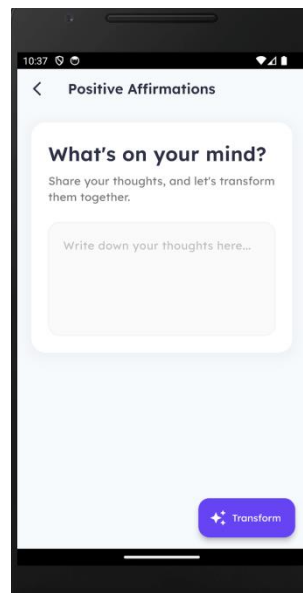 10:37
Positive Affirmations
What's on your mind?
Share your thoughts, and let's transform
them together.
Write down your thoughts here...
Transform